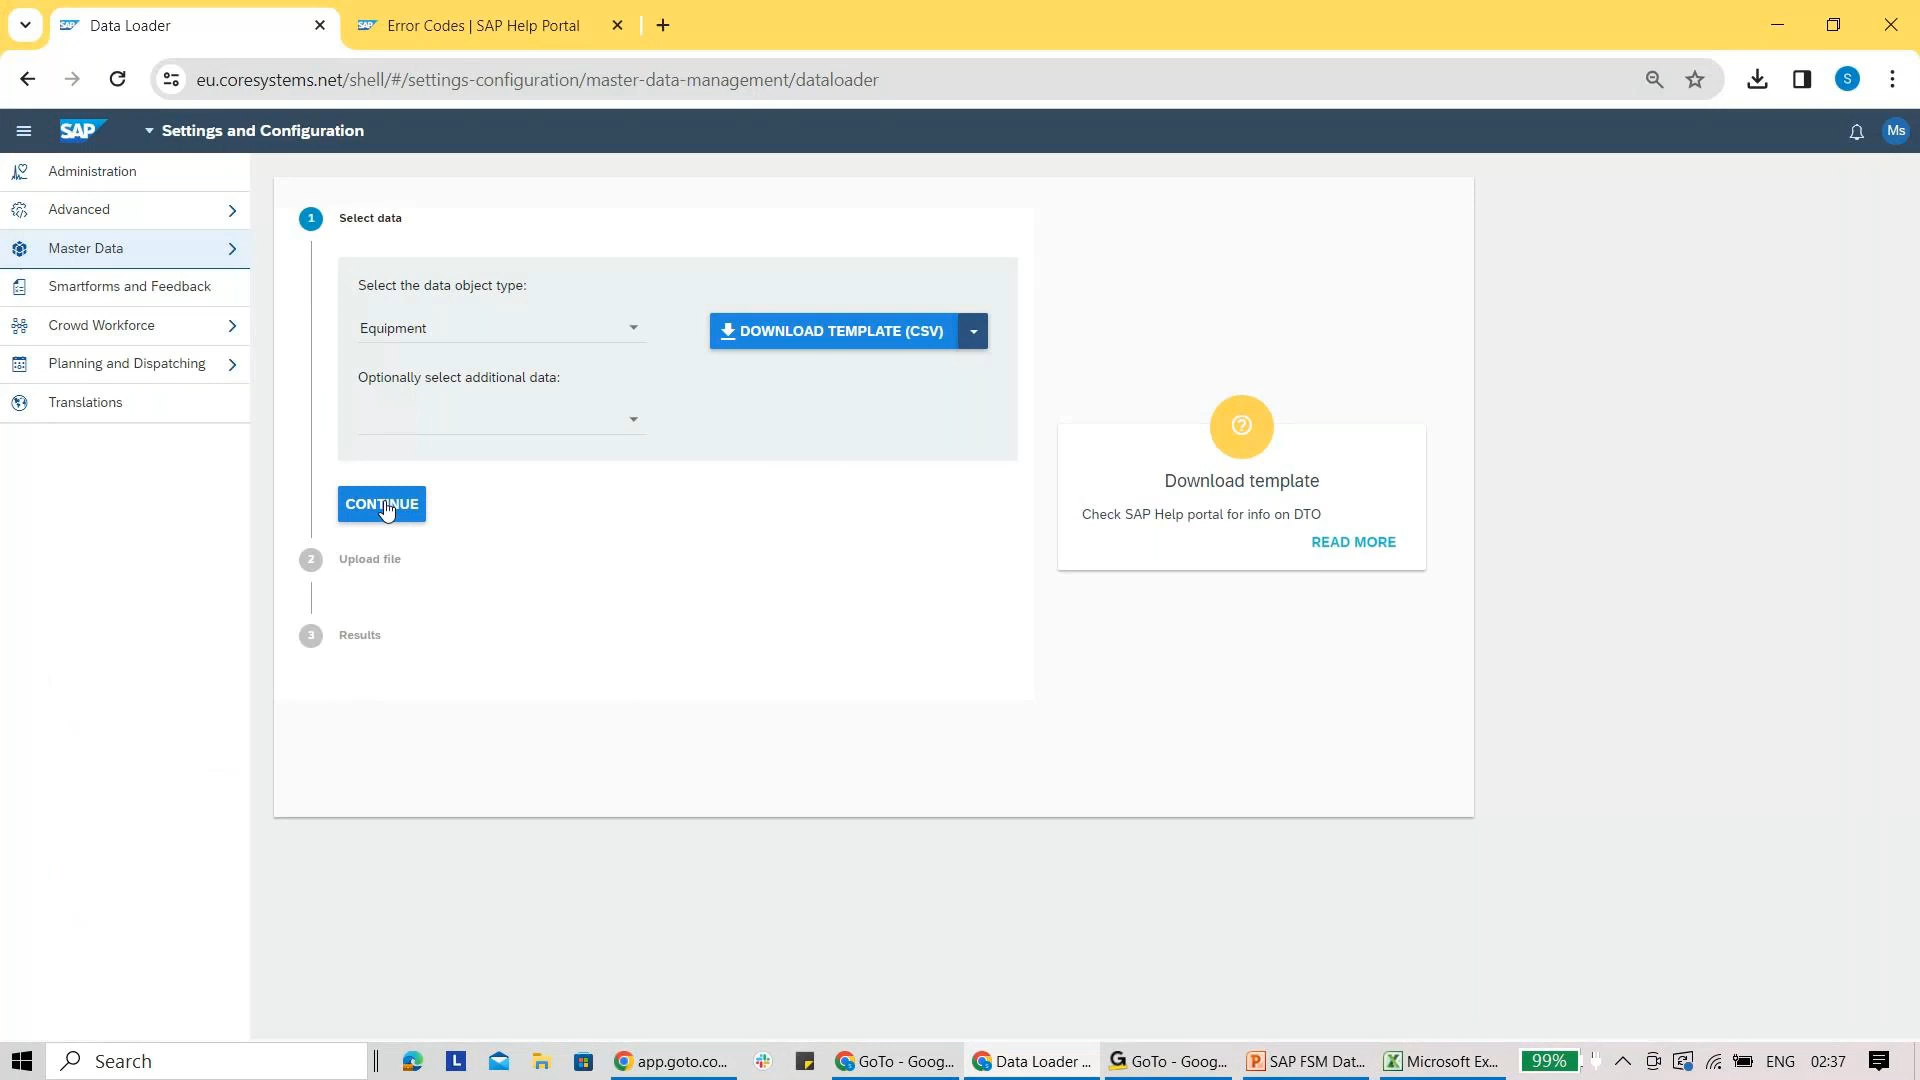 Data Loader
Error Codes | SAP Help Portal
eu.coresystems.net/shell/#/settings-configuration/master-data-management/dataloader
S
SAP
Settings and Configuration
Ms
Administration
Advanced
Master Data
Smartforms and Feedback
Crowd Workforce
Planning and Dispatching
Translations
1 Select data
Select the data object type:
Equipment
DOWNLOAD TEMPLATE (CSV)
Optionally select additional data:
CONTINUE
2 Upload file
3 Results
Download template
Check SAP Help portal for info on DTO
READ MORE
Search
L
app.goto.co...
GoTo - Goog...
Data Loader ...
GoTo - Goog...
SAP FSM Dat...
Microsoft Ex...
99%
ENG
02:37